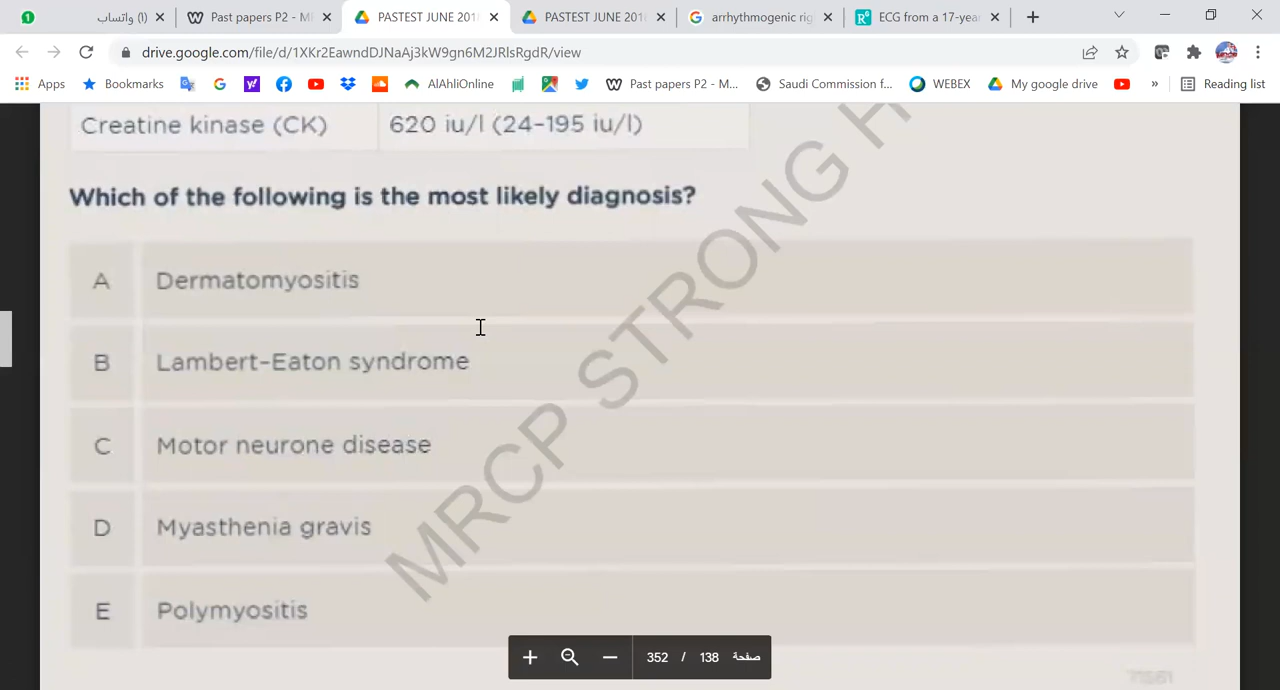 1
واتساب (١)
Past papers P2 - M
PASTEST JUNE 201
PASTEST JUNE 201
arrhythmogenic rig
ECG from a 17-yea
drive.google.com/file/d/1XKr2EawndDJNaAj3kW9gn6M2JRlsRgdR/view
Apps
Bookmarks
AlAhliOnline
Past papers P2 - M...
Saudi Commission f...
WEBEX
My google drive
»
Reading list
Creatine kinase (CK) 620 iu/l (24–195 iu/l)
Which of the following is the most likely diagnosis?
A Dermatomyositis
B Lambert–Eaton syndrome
C Motor neurone disease
D Myasthenia gravis
E Polymyositis
MRCP STRONG H
352 / 138 صفحة